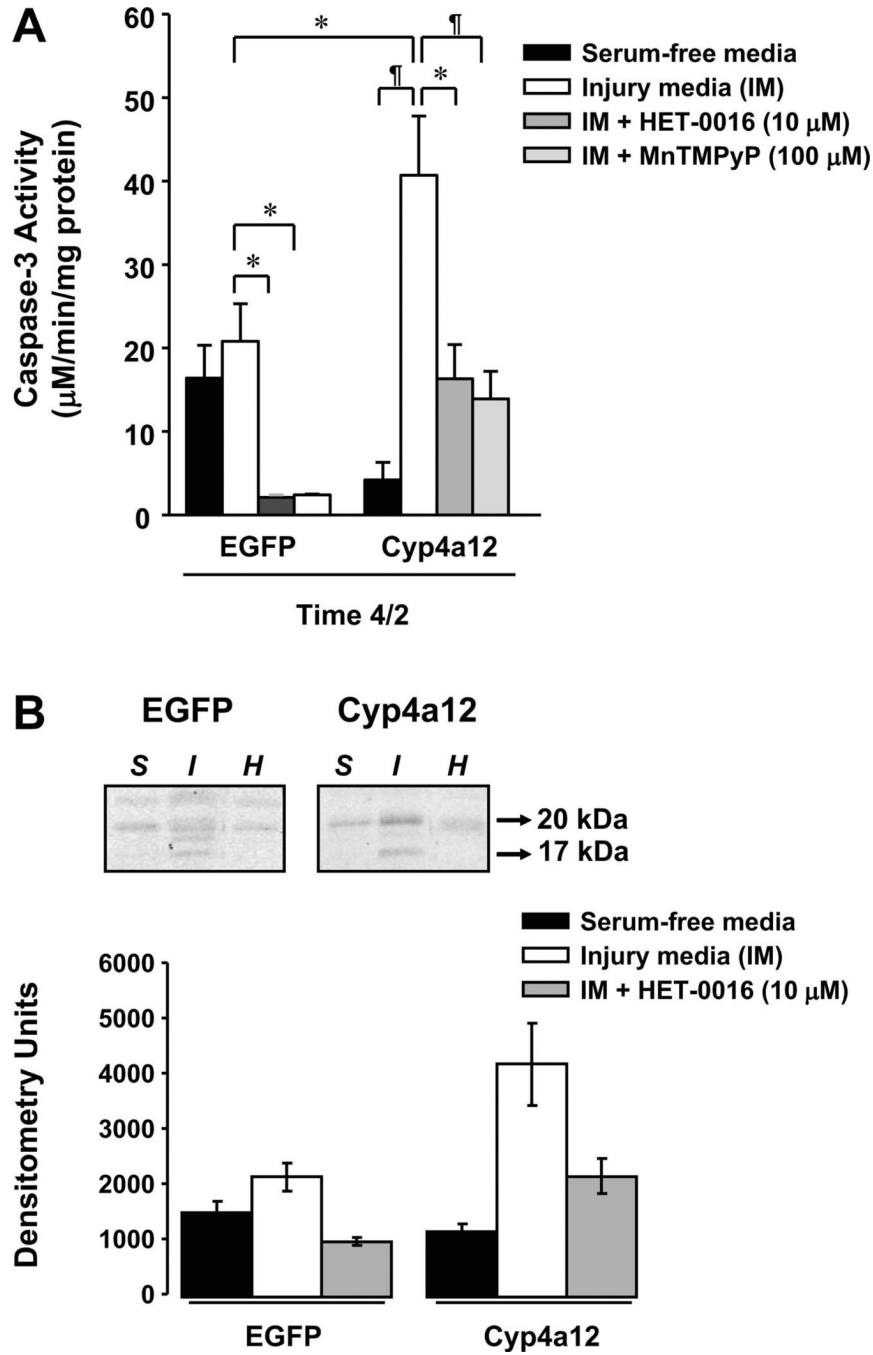 A
60
50
40
30
20
10
0
Caspase-3 Activity
(μM/min/mg protein)
* ¶
¶ *
*
*
Serum-free media
Injury media (IM)
IM + HET-0016 (10 μM)
IM + MnTMPyP (100 μM)
EGFP Cyp4a12
Time 4/2
B
EGFP Cyp4a12
S I H S I H
20 kDa
17 kDa
Serum-free media
Injury media (IM)
IM + HET-0016 (10 μM)
Densitometry Units
6000
5000
4000
3000
2000
1000
0
EGFP Cyp4a12